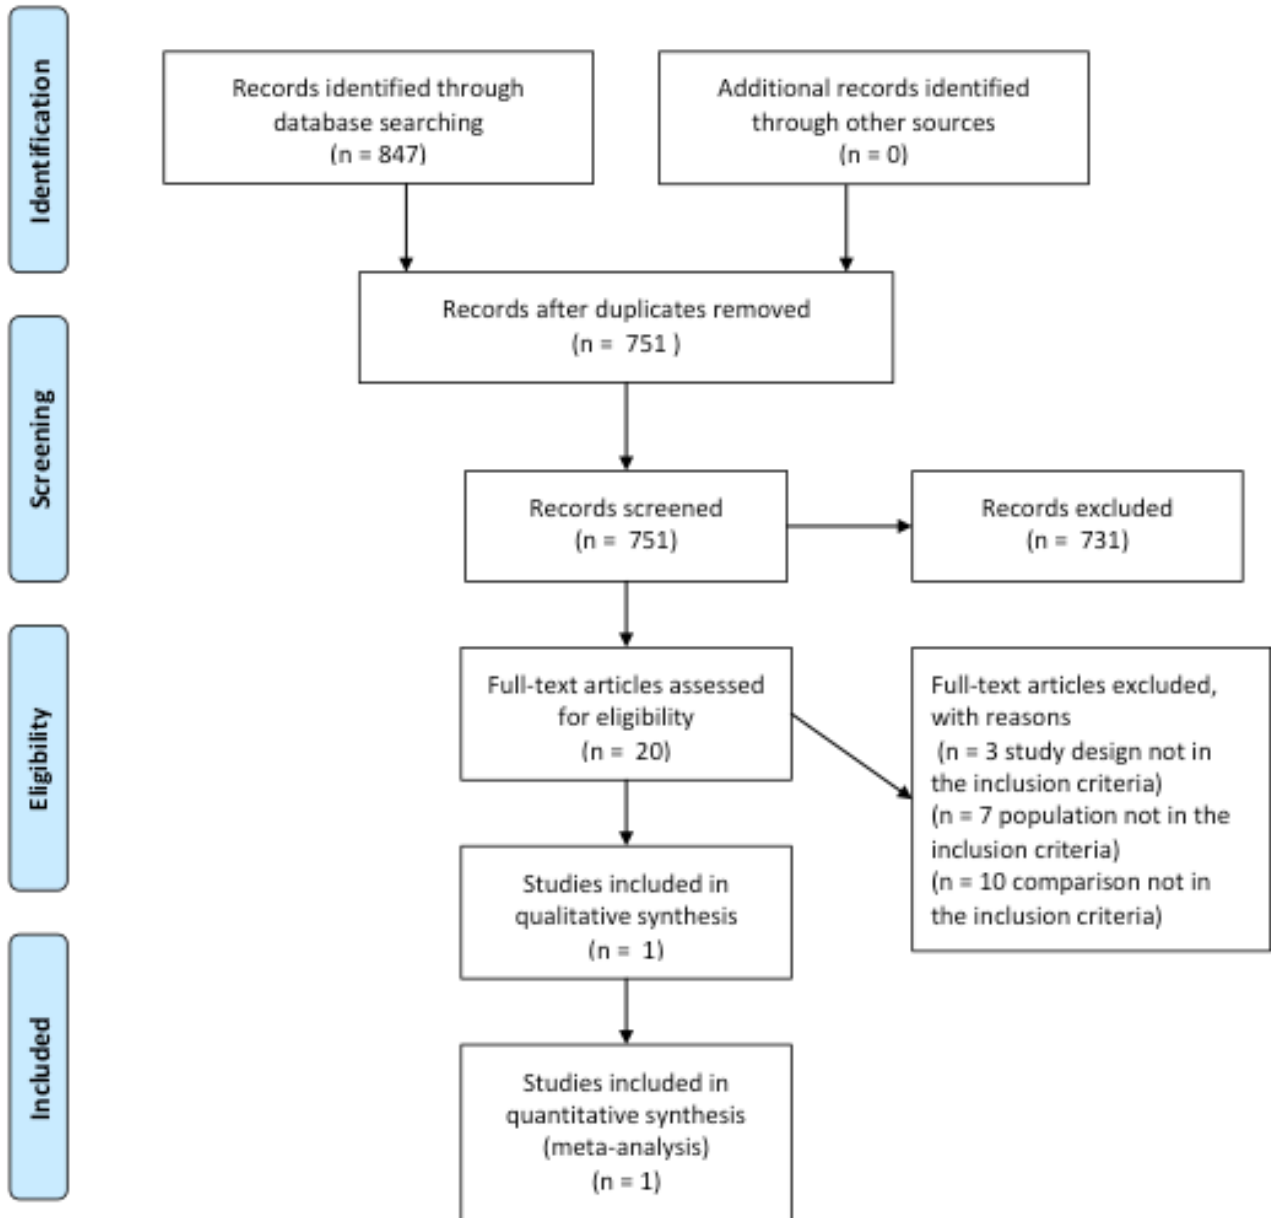 Identification
Records identified through
database searching
(n = 847)
Additional records identified
through other sources
(n = 0)
Records after duplicates removed
(n =  751 )
Screening
Records screened
(n =  751)
Records excluded
(n =  731)
Eligibility
Full-text articles assessed
for eligibility
(n =  20)
Full-text articles excluded,
with reasons
(n = 3 study design not in
the inclusion criteria)
(n = 7 population not in the
inclusion criteria)
(n = 10 comparison not in
the inclusion criteria)
Studies included in
qualitative synthesis
(n =  1)
Included
Studies included in
quantitative synthesis
(meta-analysis)
(n = 1)